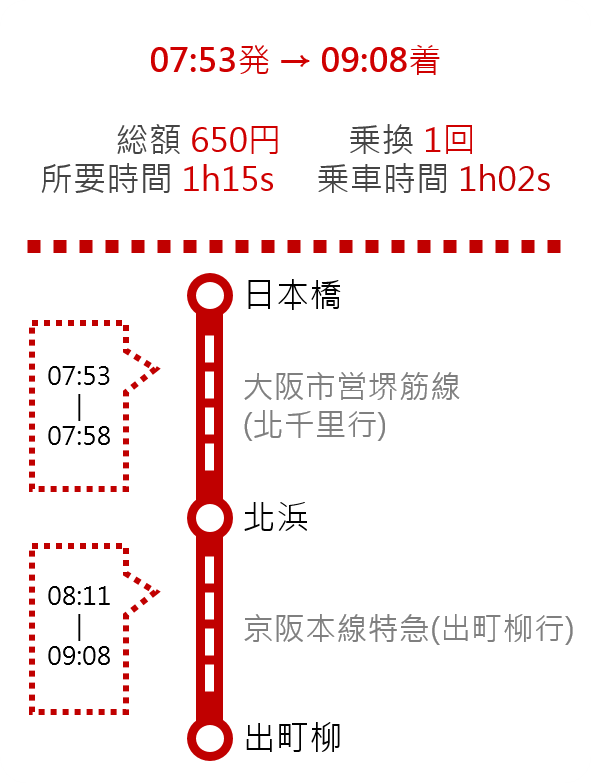 07:53発 → 09:08着
総額 650円 乗換 1回
所要時間 1h15s 乗車時間 1h02s
日本橋
07:53
|
07:58
大阪市営堺筋線
(北千里行)
北浜
08:11
|
09:08
京阪本線特急(出町柳行)
出町柳